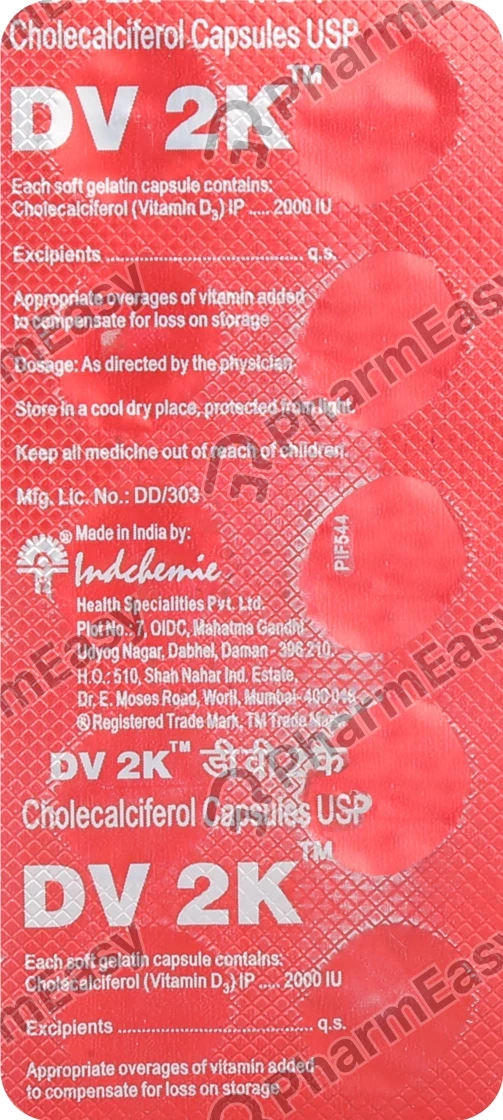 Cholecalciferol Capsules USP
DV 2K™
Each soft gelatin capsule contains:
Cholecalciferol (Vitamin D3) IP ..... 2000 IU
Excipients ........................................ q.s.
Appropriate overages of vitamin added
to compensate for loss on storage
Dosage: As directed by the physician
Store in a cool dry place, protected from light.
Keep all medicine out of reach of children.
Mfg. Lic. No.: DD/303
® Made in India by:
Indchemie
Health Specialities Pvt. Ltd.
Plot No.: 7, OIDC, Mahatma Gandhi
Udyog Nagar, Dabhel, Daman - 396 210.
H.O.: 510, Shah Nahar Ind. Estate,
Dr. E. Moses Road, Worli, Mumbai- 400 018.
® Registered Trade Mark. TM Trade Mark
PIF544
DV 2K™ डी वी २ के
Cholecalciferol Capsules USP
DV 2K™
Each soft gelatin capsule contains:
Cholecalciferol (Vitamin D3) IP ..... 2000 IU
Excipients ........................................ q.s.
Appropriate overages of vitamin added
to compensate for loss on storage
PharmEasy
PharmEasy
PharmEasy
PharmEasy